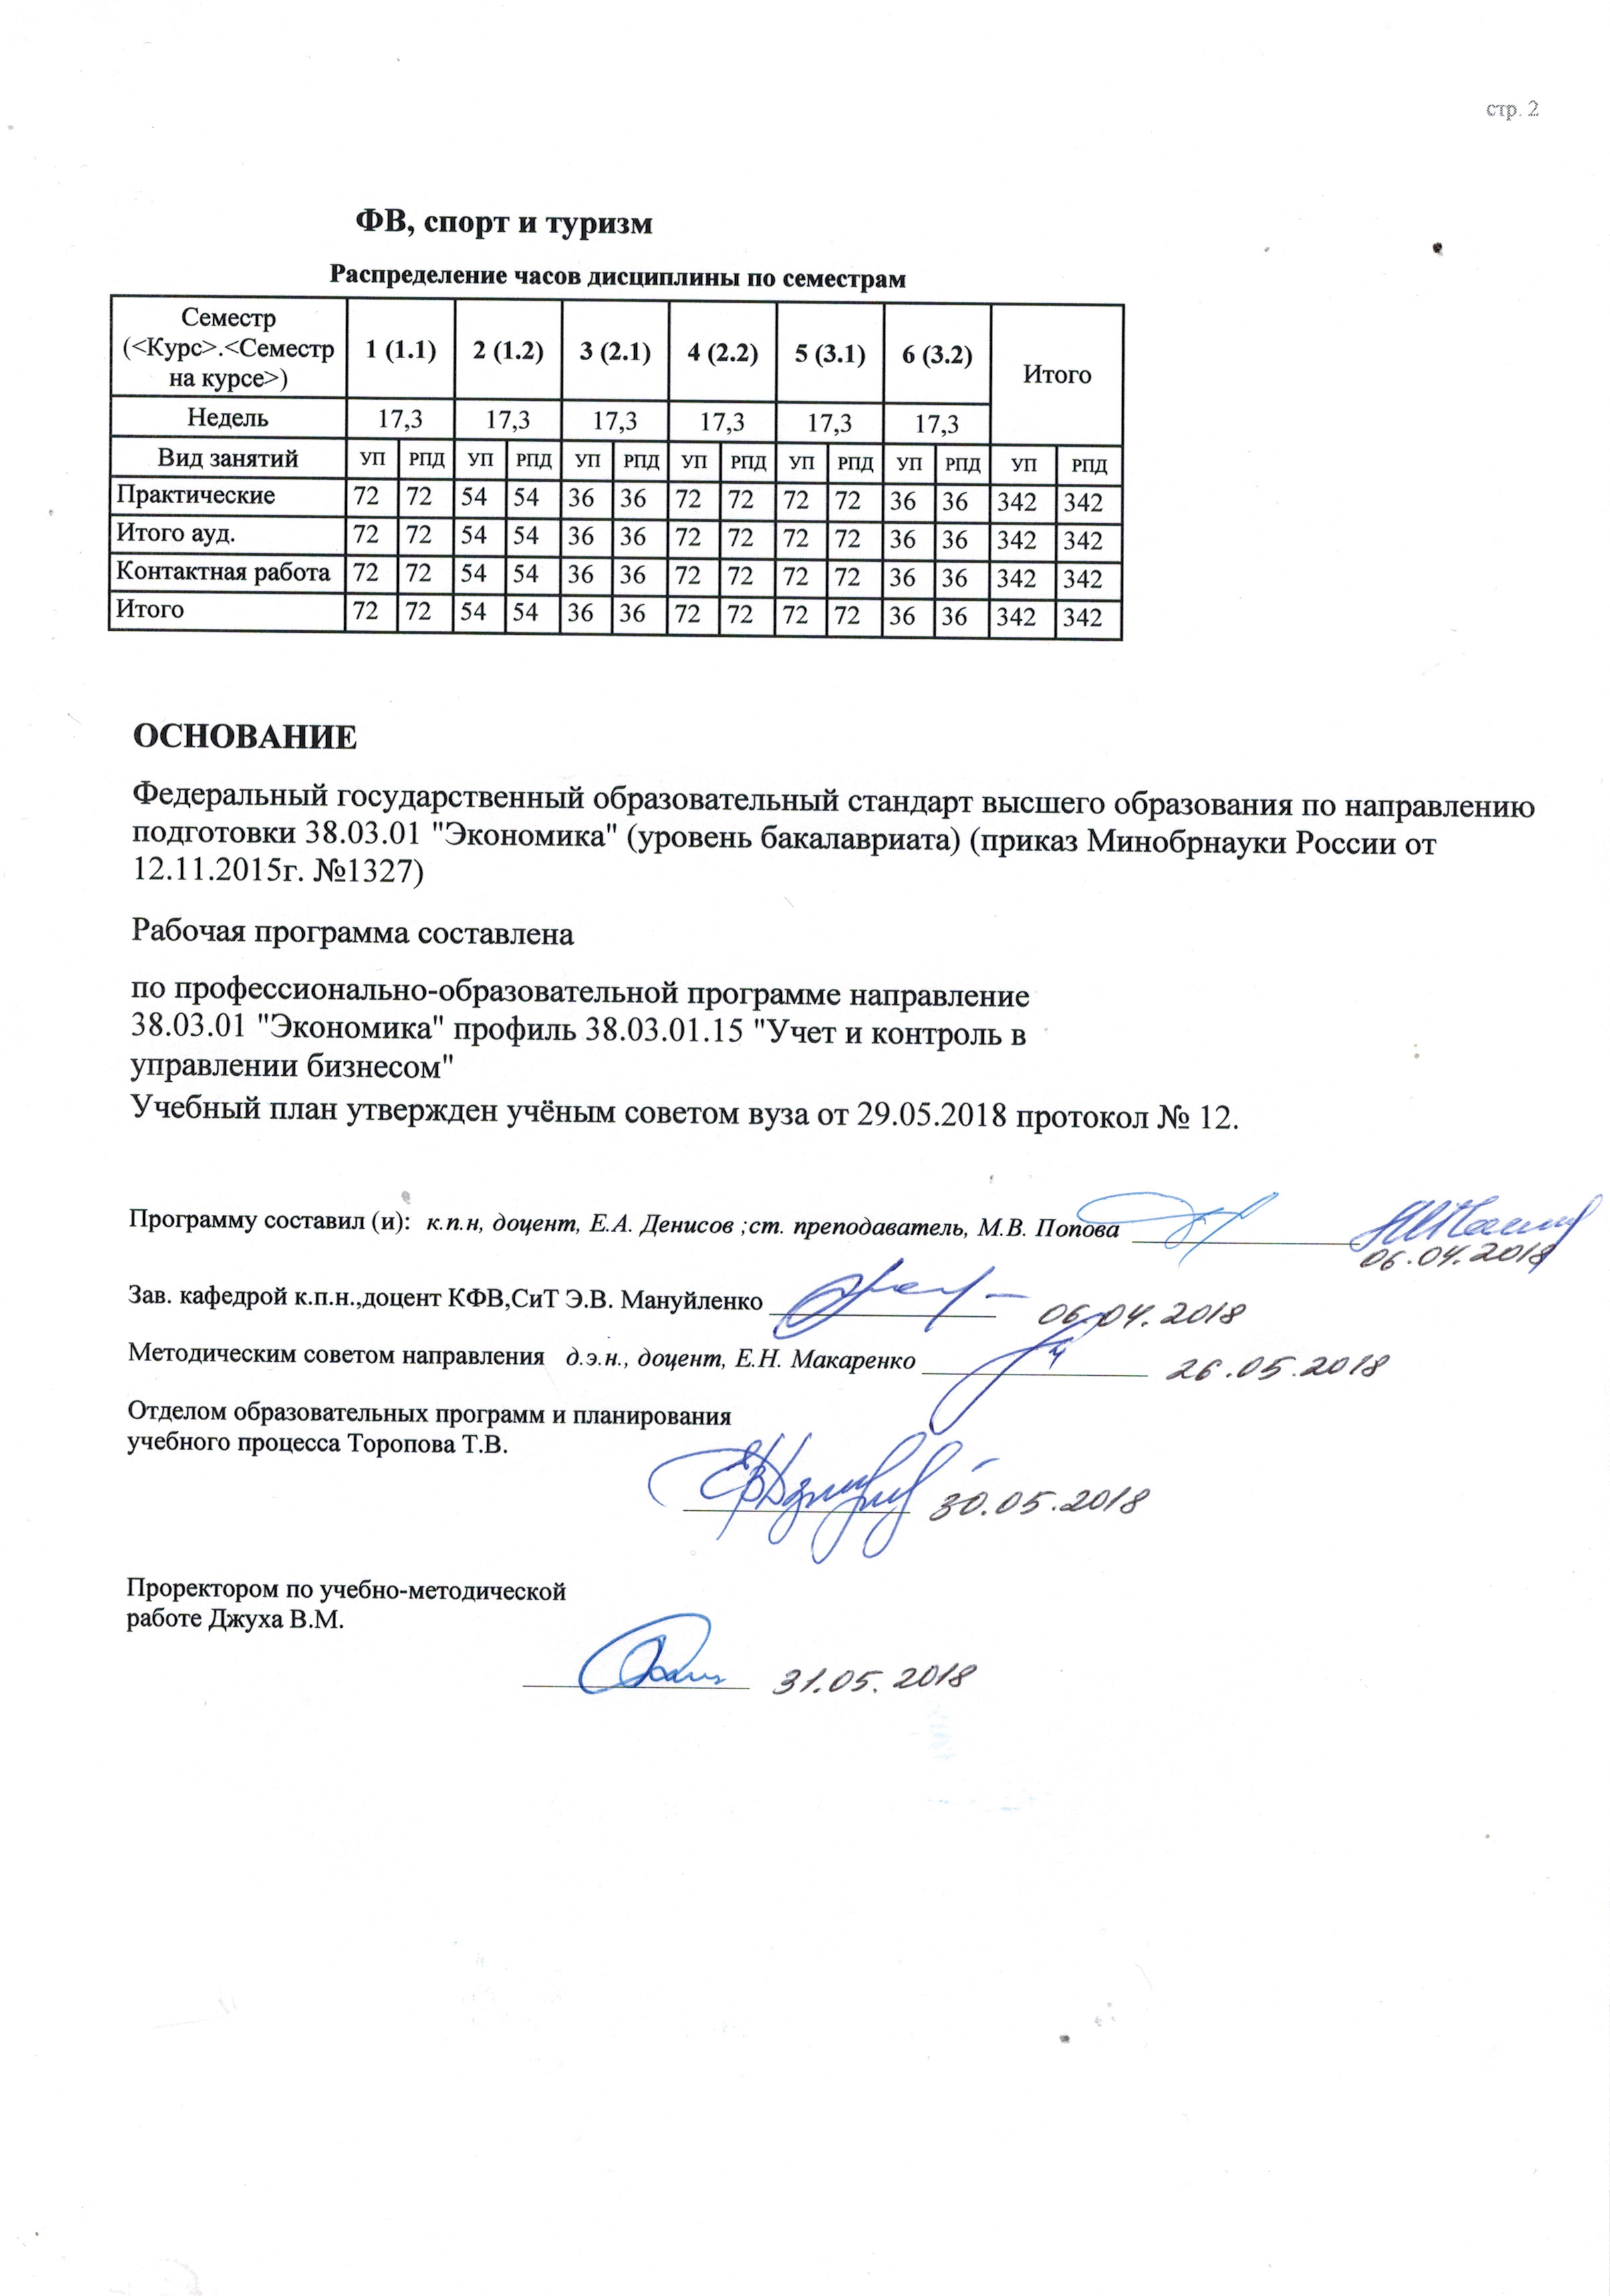 стр. 2
ФВ, спорт и туризм
Распределение часов дисциплины по семестрам
Семестр (<Курс>.<Семестр на курсе>) 1 (1.1) 2 (1.2) 3 (2.1) 4 (2.2) 5 (3.1) 6 (3.2) Итого
Недель 17,3 17,3 17,3 17,3 17,3 17,3
Вид занятий УП РПД УП РПД УП РПД УП РПД УП РПД УП РПД УП РПД
Практические 72 72 54 54 36 36 72 72 72 72 36 36 342 342
Итого ауд. 72 72 54 54 36 36 72 72 72 72 36 36 342 342
Контактная работа 72 72 54 54 36 36 72 72 72 72 36 36 342 342
Итого 72 72 54 54 36 36 72 72 72 72 36 36 342 342
ОСНОВАНИЕ
Федеральный государственный образовательный стандарт высшего образования по направлению
подготовки 38.03.01 "Экономика" (уровень бакалавриата) (приказ Минобрнауки России от
12.11.2015г. №1327)
Рабочая программа составлена
по профессионально-образовательной программе направление
38.03.01 "Экономика" профиль 38.03.01.15 "Учет и контроль в
управлении бизнесом"
Учебный план утвержден учёным советом вуза от 29.05.2018 протокол № 12.
Программу составил (и): к.п.н, доцент, Е.А. Денисов ;ст. преподаватель, М.В. Попова
06.04.2018
Зав. кафедрой к.п.н.,доцент КФВ,СиТ Э.В. Мануйленко 06.04.2018
Методическим советом направления д.э.н., доцент, Е.Н. Макаренко 26.05.2018
Отделом образовательных программ и планирования
учебного процесса Торопова Т.В.
30.05.2018
Проректором по учебно-методической
работе Джуха В.М.
31.05.2018